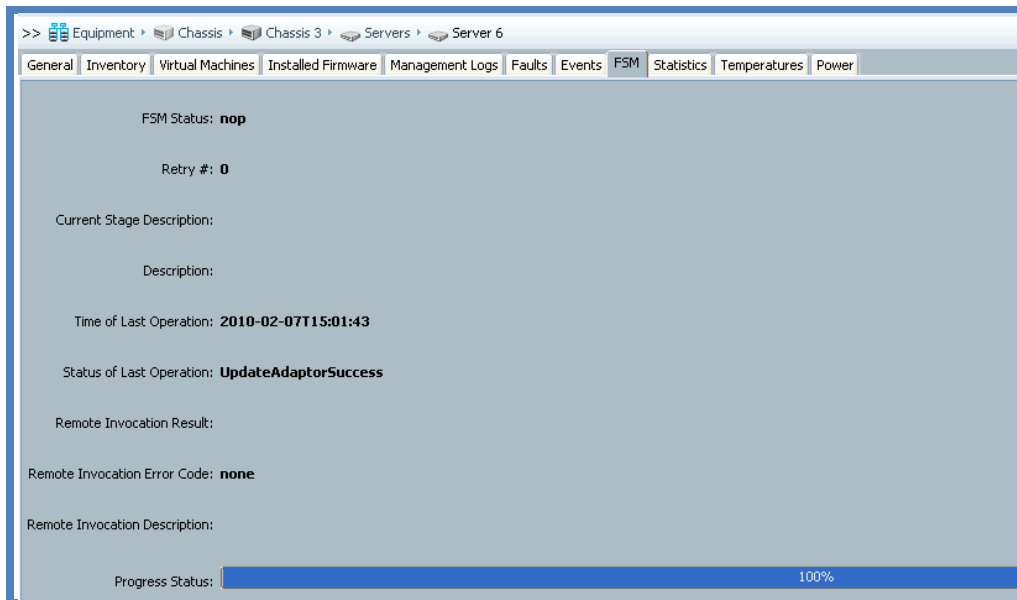 >> Equipment Chassis Chassis 3 Servers Server 6
General Inventory Virtual Machines Installed Firmware Management Logs Faults Events FSM Statistics Temperatures Power
FSM Status: nop
Retry #: 0
Current Stage Description:
Description:
Time of Last Operation: 2010-02-07T15:01:43
Status of Last Operation: UpdateAdaptorSuccess
Remote Invocation Result:
Remote Invocation Error Code: none
Remote Invocation Description:
Progress Status: 100%